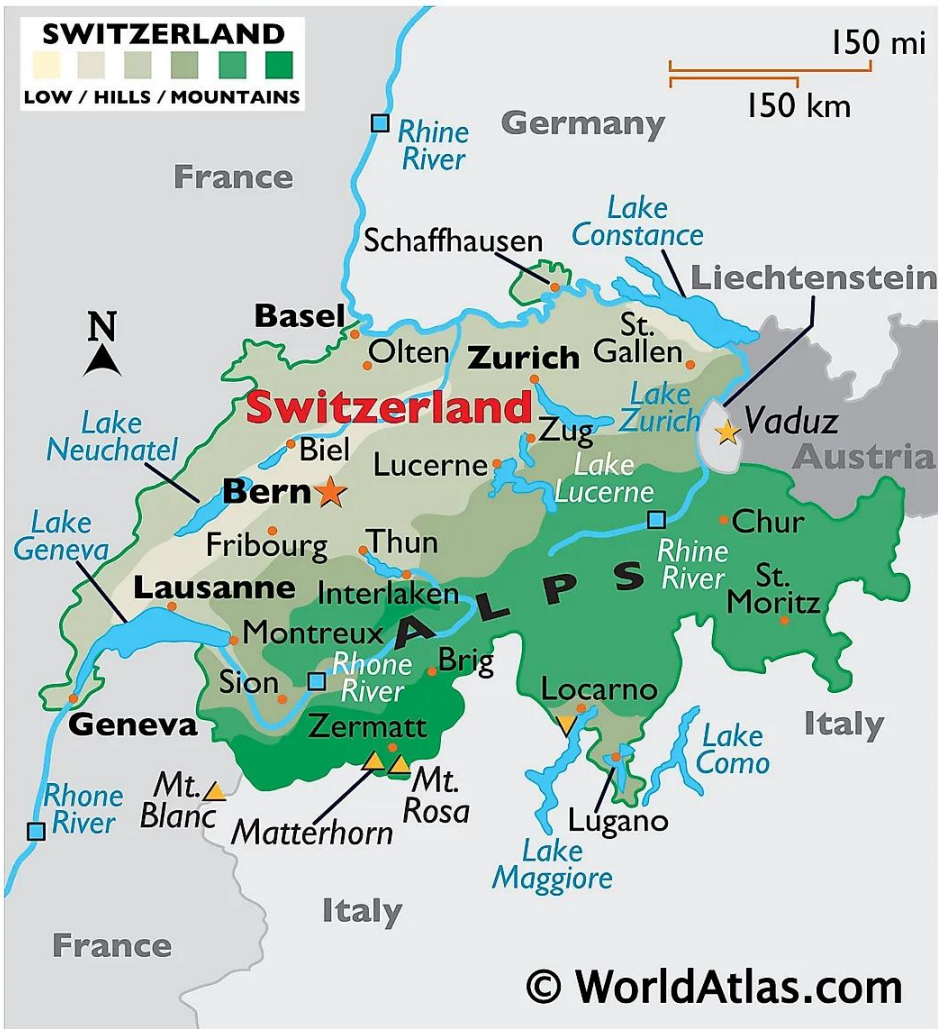 SWITZERLAND
LOW / HILLS / MOUNTAINS
150 mi
150 km
Germany
Rhine
River
France
Lake
Constance
Schaffhausen
Liechtenstein
N
Basel
Olten
Zurich
St.
Gallen
Switzerland
Lake
Zurich
Vaduz
Lake
Neuchatel
Biel
Zug
Lucerne
Austria
Bern
Lake
Lucerne
Lake
Geneva
Fribourg
Thun
Chur
Rhine
River
Lausanne
Interlaken
ALPS
St.
Moritz
Montreux
Rhone
River
Brig
Sion
Locarno
Geneva
Zermatt
Italy
Lake
Como
Rhone
River
Mt.
Blanc
Matterhorn
Mt.
Rosa
Lugano
Lake
Maggiore
Italy
France
© WorldAtlas.com